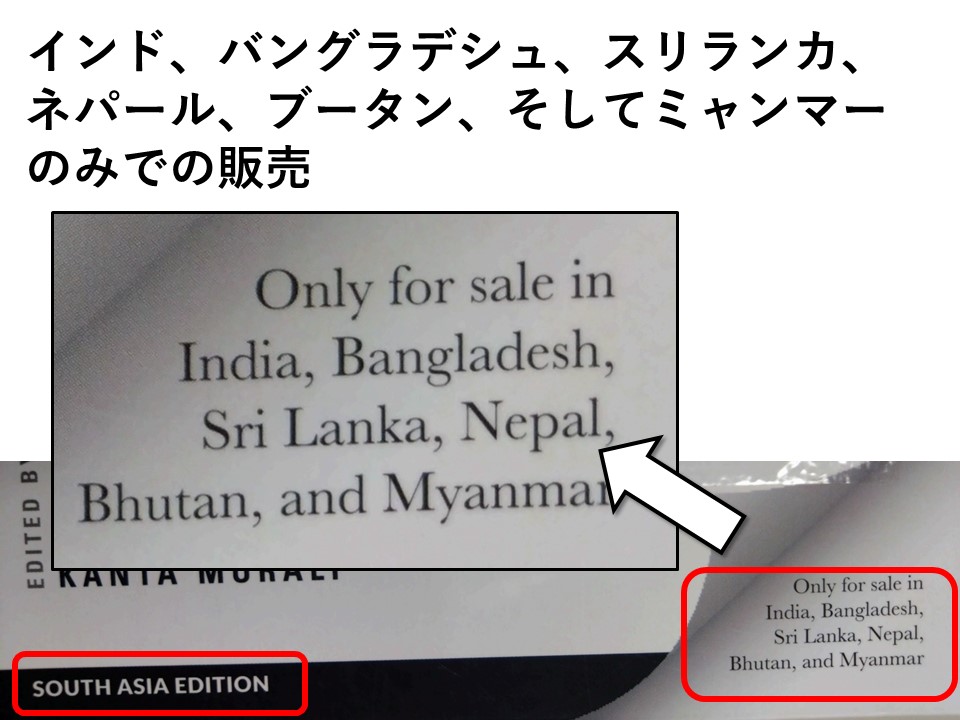 インド、バングラデシュ、スリランカ、
ネパール、ブータン、そしてミャンマー
のみでの販売
Only for sale in
India, Bangladesh,
Sri Lanka, Nepal,
Bhutan, and Myanmar
EDITED BY
KANTA MURALI
SOUTH ASIA EDITION
Only for sale in
India, Bangladesh,
Sri Lanka, Nepal,
Bhutan, and Myanmar